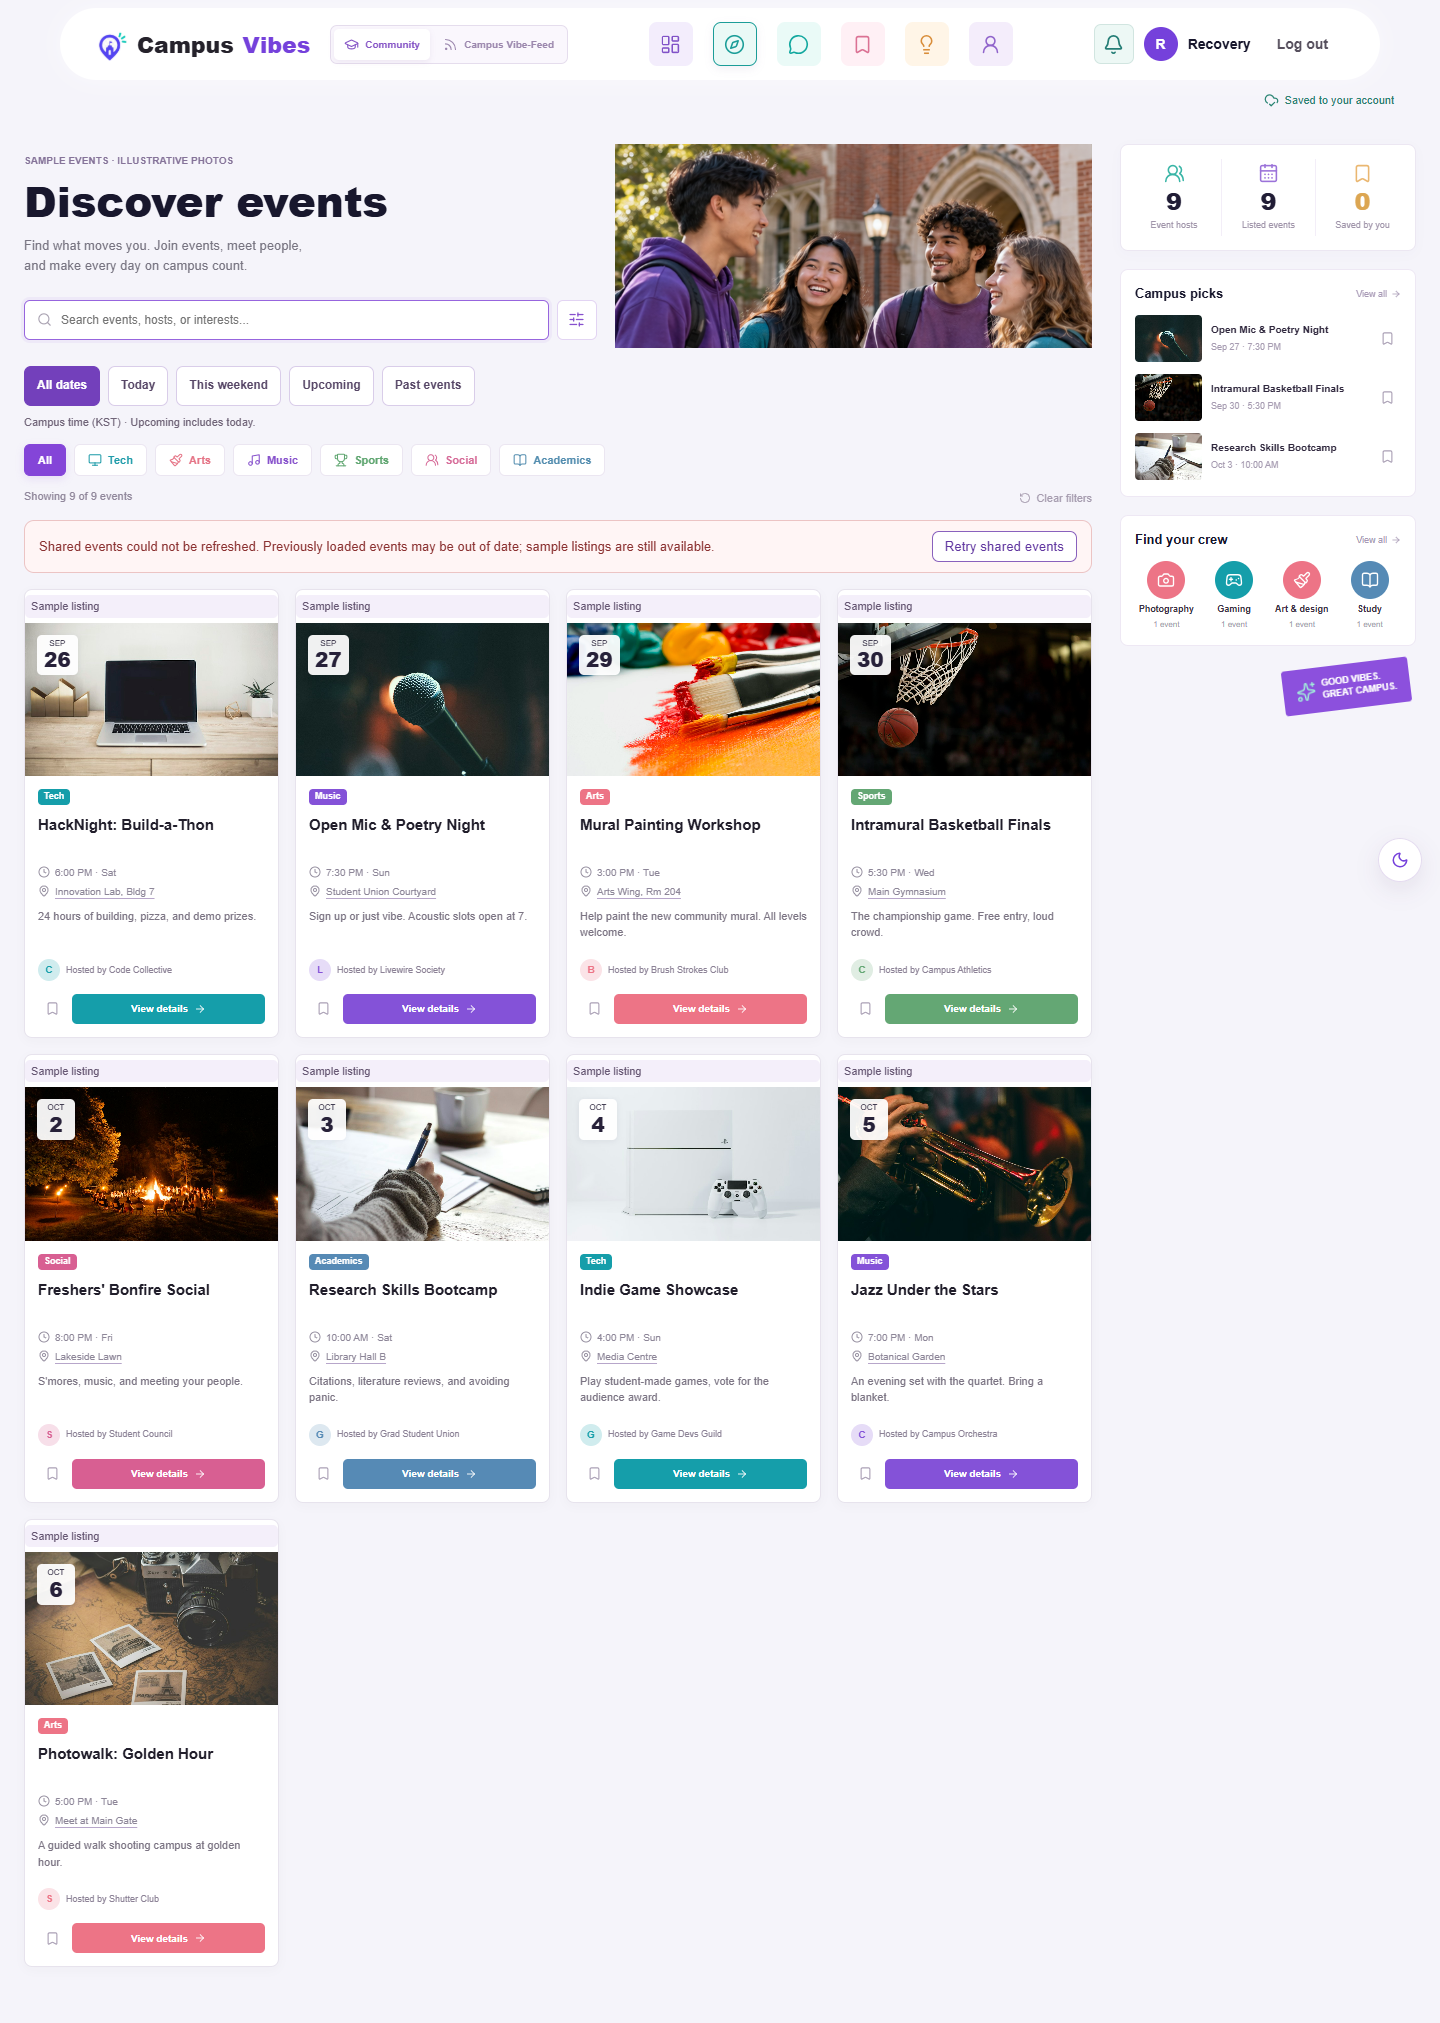 Campus Vibes
Community
Campus Vibe-Feed
R
Recovery
Log out
Saved to your account
SAMPLE EVENTS · ILLUSTRATIVE PHOTOS
Discover events
Find what moves you. Join events, meet people,
and make every day on campus count.
Search events, hosts, or interests...
All dates
Today
This weekend
Upcoming
Past events
Campus time (KST) · Upcoming includes today.
All
Tech
Arts
Music
Sports
Social
Academics
Showing 9 of 9 events
Clear filters
Shared events could not be refreshed. Previously loaded events may be out of date; sample listings are still available.
Retry shared events
Sample listing
SEP
26
Tech
HackNight: Build-a-Thon
6:00 PM · Sat
Innovation Lab, Bldg 7
24 hours of building, pizza, and demo prizes.
C
Hosted by Code Collective
View details
Sample listing
SEP
27
Music
Open Mic & Poetry Night
7:30 PM · Sun
Student Union Courtyard
Sign up or just vibe. Acoustic slots open at 7.
L
Hosted by Livewire Society
View details
Sample listing
SEP
29
Arts
Mural Painting Workshop
3:00 PM · Tue
Arts Wing, Rm 204
Help paint the new community mural. All levels
welcome.
B
Hosted by Brush Strokes Club
View details
Sample listing
SEP
30
Sports
Intramural Basketball Finals
5:30 PM · Wed
Main Gymnasium
The championship game. Free entry, loud
crowd.
C
Hosted by Campus Athletics
View details
Sample listing
OCT
2
Social
Freshers' Bonfire Social
8:00 PM · Fri
Lakeside Lawn
S'mores, music, and meeting your people.
S
Hosted by Student Council
View details
Sample listing
OCT
3
Academics
Research Skills Bootcamp
10:00 AM · Sat
Library Hall B
Citations, literature reviews, and avoiding
panic.
G
Hosted by Grad Student Union
View details
Sample listing
OCT
4
Tech
Indie Game Showcase
4:00 PM · Sun
Media Centre
Play student-made games, vote for the
audience award.
G
Hosted by Game Devs Guild
View details
Sample listing
OCT
5
Music
Jazz Under the Stars
7:00 PM · Mon
Botanical Garden
An evening set with the quartet. Bring a
blanket.
C
Hosted by Campus Orchestra
View details
Sample listing
OCT
6
Arts
Photowalk: Golden Hour
5:00 PM · Tue
Meet at Main Gate
A guided walk shooting campus at golden
hour.
S
Hosted by Shutter Club
View details
9
Event hosts
9
Listed events
0
Saved by you
Campus picks
View all
Open Mic & Poetry Night
Sep 27 · 7:30 PM
Intramural Basketball Finals
Sep 30 · 5:30 PM
Research Skills Bootcamp
Oct 3 · 10:00 AM
Find your crew
View all
Photography
1 event
Gaming
1 event
Art & design
1 event
Study
1 event
GOOD VIBES.
GREAT CAMPUS.